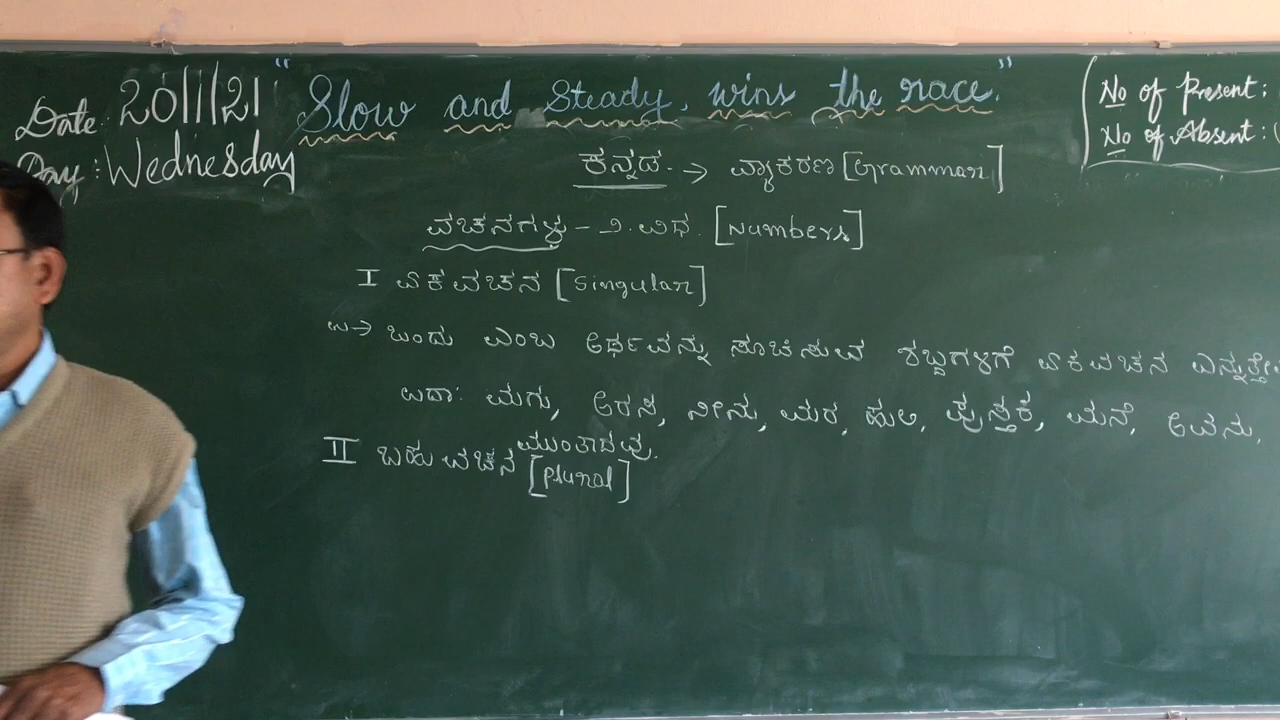 Date: 20/1/21
Day: Wednesday
"Slow and Steady, wins the race."
No of Present:
No of Absent:
ಕನ್ನಡ. → ವ್ಯಾಕರಣ [Grammar]
ವಚನಗಳು - ೨. ವಿಧ. [Numbers]
I ಏಕವಚನ [Singular]
→ ಒಂದು ಎಂಬ ಅರ್ಥವನ್ನು ಸೂಚಿಸುವ ಶಬ್ದಗಳಿಗೆ ಏಕವಚನ ಎನ್ನುತ್ತೇ
ಉದಾ: ಮಗು, ಅರಸಿ, ನೀನು, ಮರ, ಹುಲಿ, ಪುಸ್ತಕ, ಮನೆ, ಅವನು,
ಮುಂತಾದವು.
II ಬಹುವಚನ [plural]